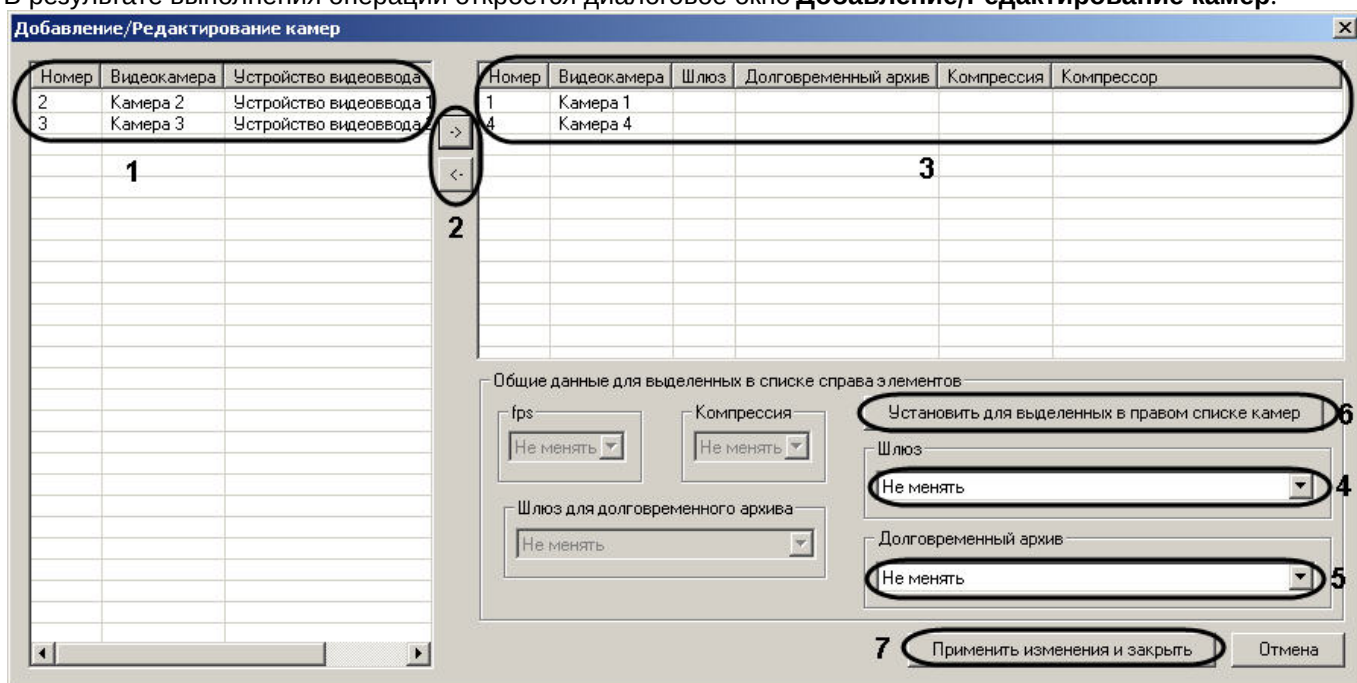 В результате выполнения операции откроется диалоговое окно Добавление/Редактирование камер.
Добавление/Редактирование камер
Номер Видеокамера Устройство видеоввода
2 Камера 2 Устройство видеоввода 1
3 Камера 3 Устройство видеоввода
1
->
<-
2
Номер Видеокамера Шлюз Долговременный архив Компрессия Компрессор
1 Камера 1
4 Камера 4
3
Общие данные для выделенных в списке справа элементов
fps
Не менять
Компрессия
Не менять
Установить для выделенных в правом списке камер 6
Шлюз
Не менять 4
Шлюз для долговременного архива
Не менять
Долговременный архив
Не менять 5
7 Применить изменения и закрыть Отмена